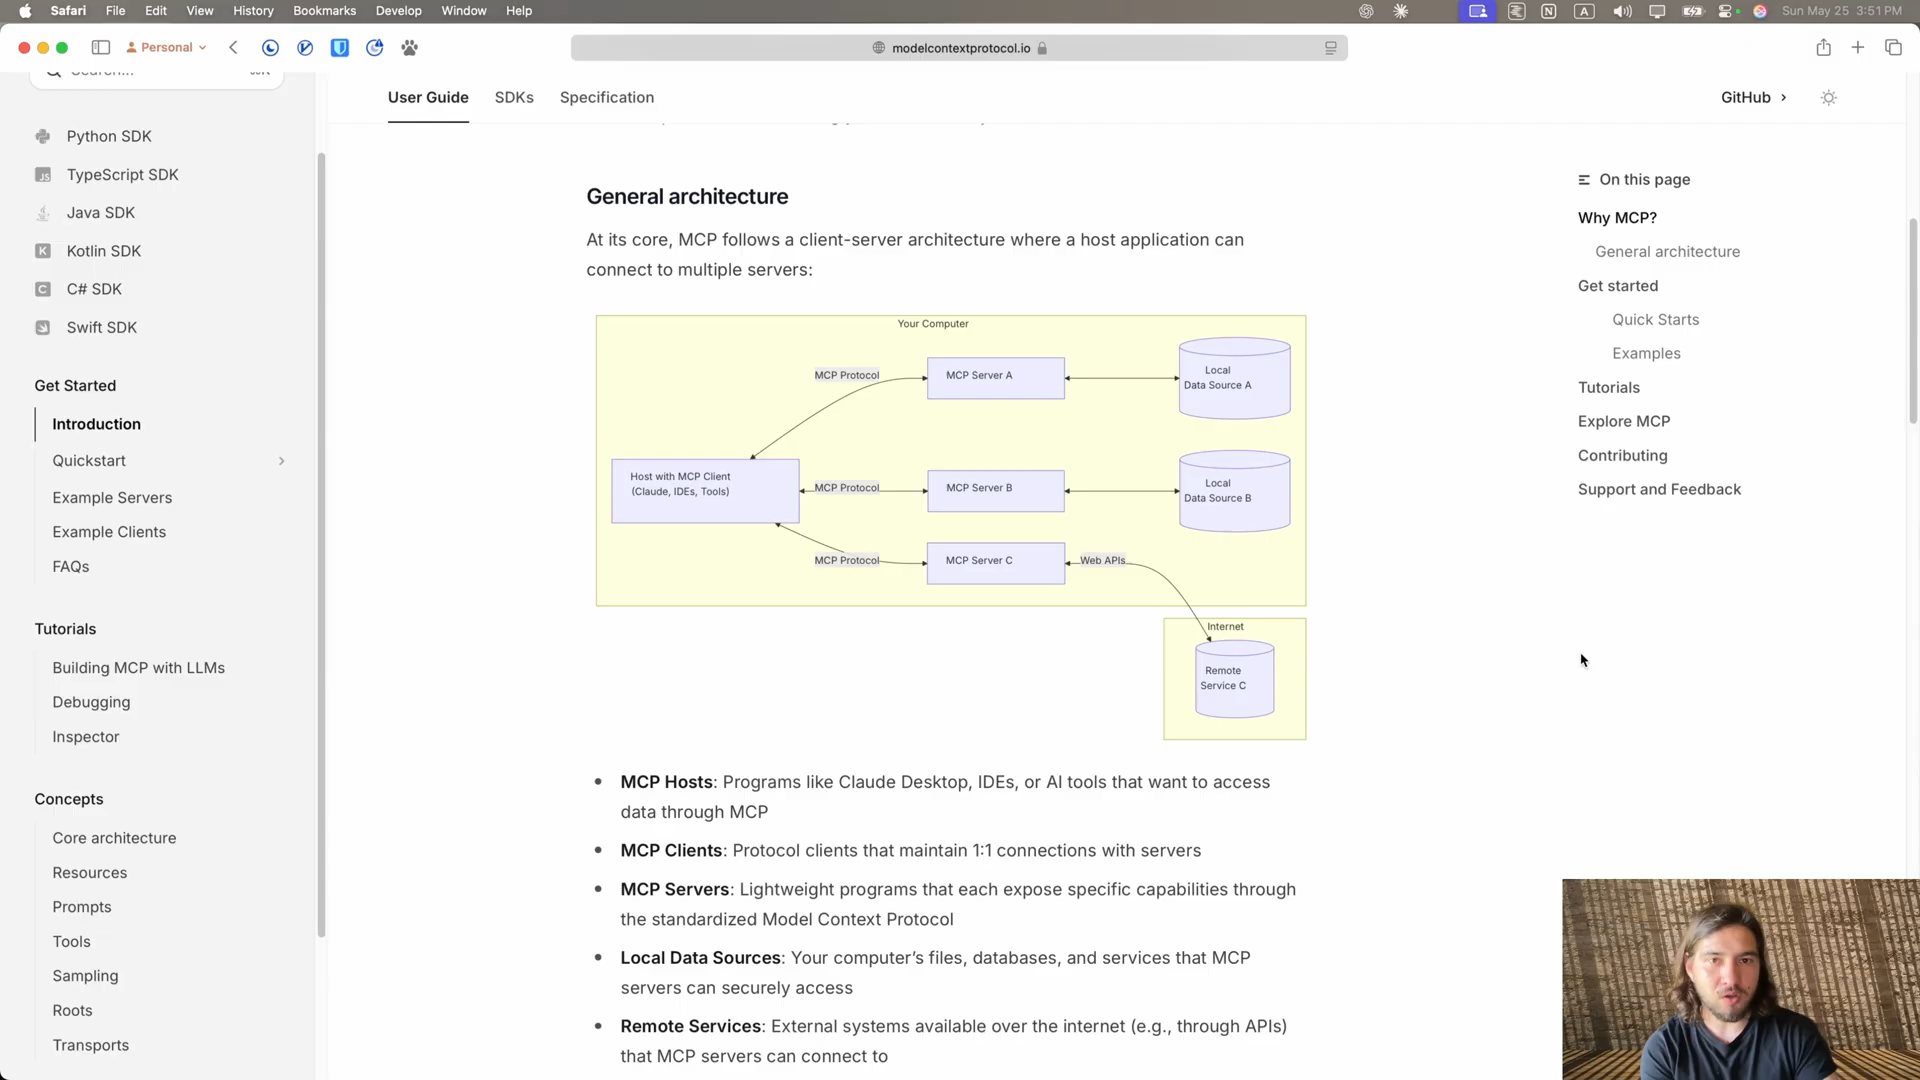 Safari File Edit View History Bookmarks Develop Window Help
Sun May 25 3:51 PM
Personal
modelcontextprotocol.io
User Guide SDKs Specification
GitHub
Python SDK
TypeScript SDK
Java SDK
Kotlin SDK
C# SDK
Swift SDK
Get Started
Introduction
Quickstart
Example Servers
Example Clients
FAQs
Tutorials
Building MCP with LLMs
Debugging
Inspector
Concepts
Core architecture
Resources
Prompts
Tools
Sampling
Roots
Transports
General architecture
At its core, MCP follows a client-server architecture where a host application can
connect to multiple servers:
Your Computer
MCP Protocol
MCP Server A
Local
Data Source A
Host with MCP Client
(Claude, IDEs, Tools)
MCP Protocol
MCP Server B
Local
Data Source B
MCP Protocol
MCP Server C
Web APIs
Internet
Remote
Service C
MCP Hosts: Programs like Claude Desktop, IDEs, or AI tools that want to access
data through MCP
MCP Clients: Protocol clients that maintain 1:1 connections with servers
MCP Servers: Lightweight programs that each expose specific capabilities through
the standardized Model Context Protocol
Local Data Sources: Your computer’s files, databases, and services that MCP
servers can securely access
Remote Services: External systems available over the internet (e.g., through APIs)
that MCP servers can connect to
On this page
Why MCP?
General architecture
Get started
Quick Starts
Examples
Tutorials
Explore MCP
Contributing
Support and Feedback